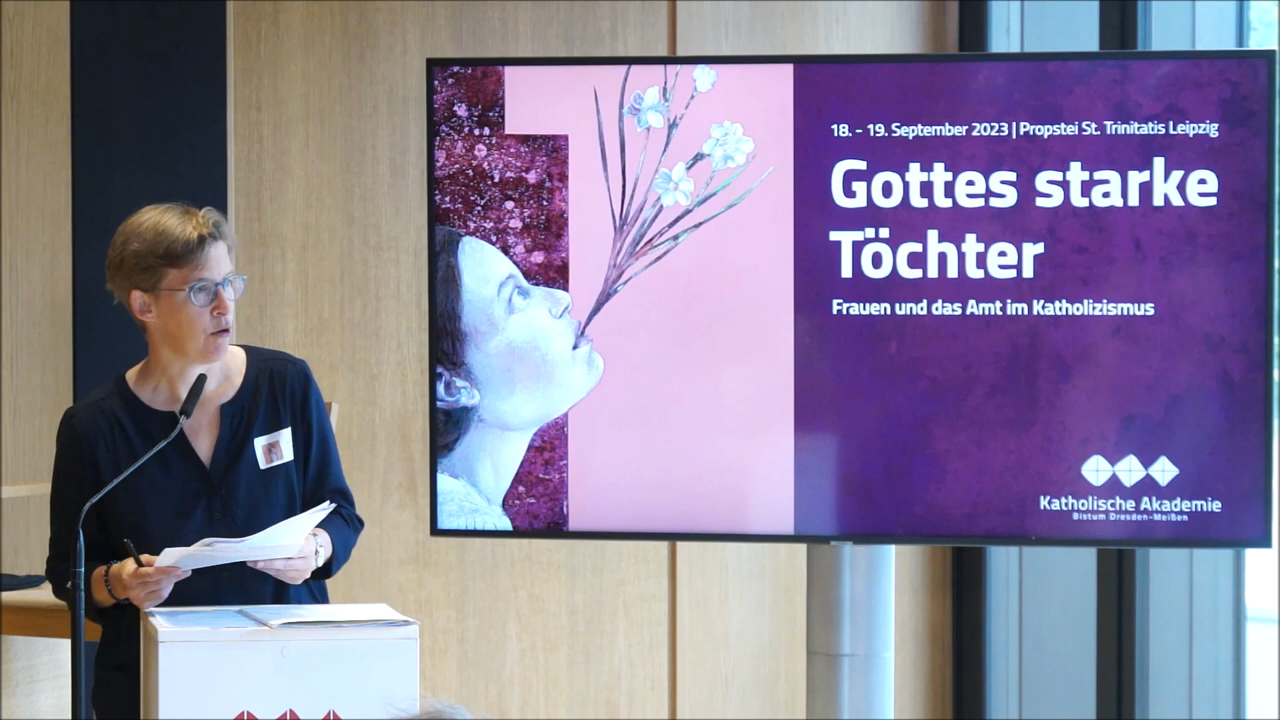 18. - 19. September 2023 | Propstei St. Trinitatis Leipzig
Gottes starke
Töchter
Frauen und das Amt im Katholizismus
Katholische Akademie
Bistum Dresden-Meißen